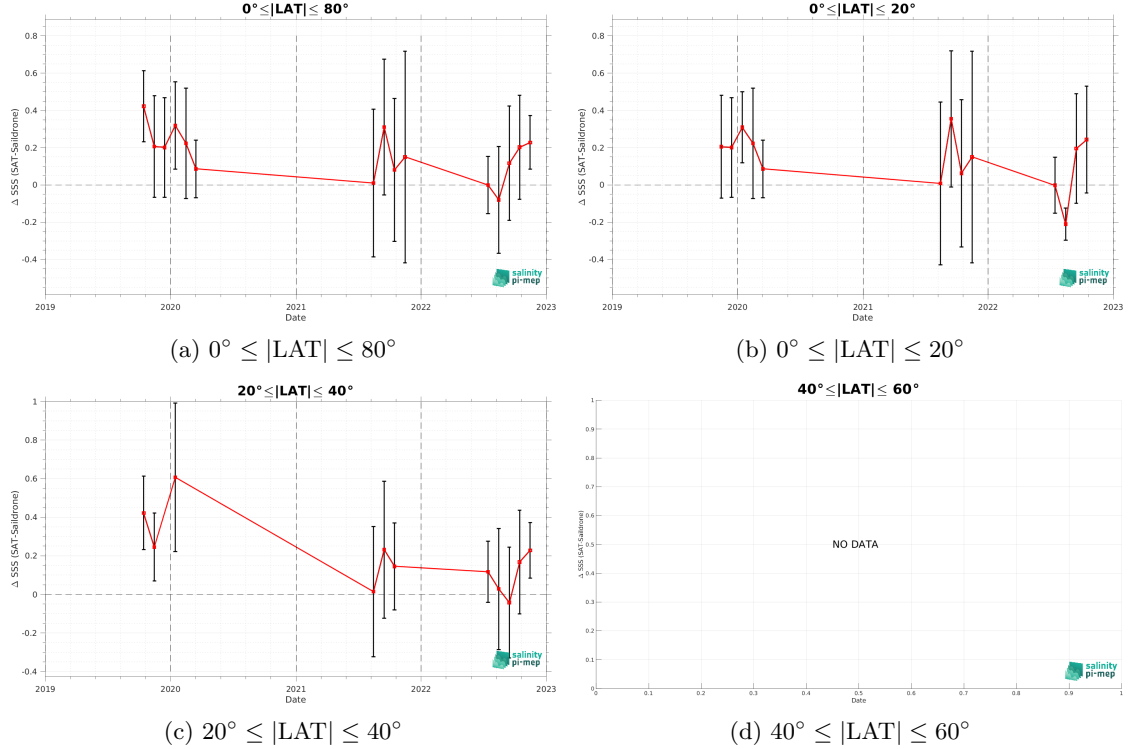 0°≤|LAT|≤ 80°
Δ SSS (SAT-Saildrone)
0.8
0.6
0.4
0.2
0
-0.2
-0.4
salinity
pi-mep
2019 2020 2021 2022 2023
Date
(a) 0° ≤ |LAT| ≤ 80°
0°≤|LAT|≤ 20°
Δ SSS (SAT-Saildrone)
0.8
0.6
0.4
0.2
0
-0.2
-0.4
salinity
pi-mep
2019 2020 2021 2022 2023
Date
(b) 0° ≤ |LAT| ≤ 20°
20°≤|LAT|≤ 40°
Δ SSS (SAT-Saildrone)
1
0.8
0.6
0.4
0.2
0
-0.2
-0.4
salinity
pi-mep
2019 2020 2021 2022 2023
Date
(c) 20° ≤ |LAT| ≤ 40°
40°≤|LAT|≤ 60°
Δ SSS (SAT-Saildrone)
1
0.9
0.8
0.7
0.6
0.5
0.4
0.3
0.2
0.1
0
NO DATA
salinity
pi-mep
0 0.1 0.2 0.3 0.4 0.5 0.6 0.7 0.8 0.9 1
Date
(d) 40° ≤ |LAT| ≤ 60°